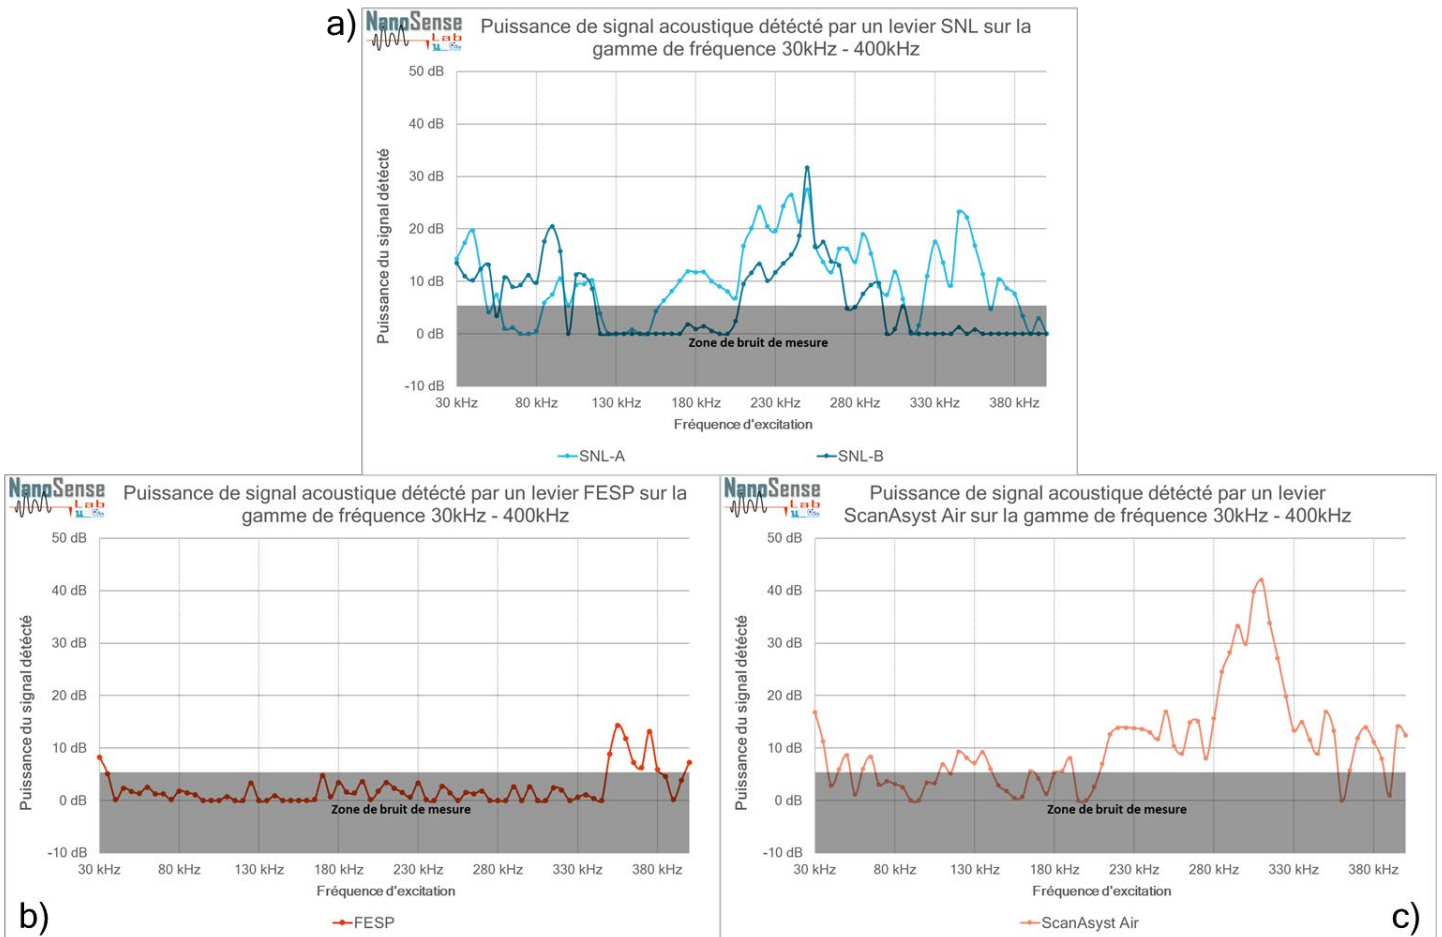 a)
NanoSense
Lab
Puissance de signal acoustique détécté par un levier SNL sur la
gamme de fréquence 30kHz - 400kHz
50 dB
40 dB
30 dB
20 dB
10 dB
0 dB
-10 dB
Puissance du signal détécté
Zone de bruit de mesure
30 kHz 80 kHz 130 kHz 180 kHz 230 kHz 280 kHz 330 kHz 380 kHz
Fréquence d'excitation
SNL-A SNL-B
NanoSense
Lab
Puissance de signal acoustique détécté par un levier FESP sur la
gamme de fréquence 30kHz - 400kHz
50 dB
40 dB
30 dB
20 dB
10 dB
0 dB
-10 dB
Puissance du signal détécté
Zone de bruit de mesure
30 kHz 80 kHz 130 kHz 180 kHz 230 kHz 280 kHz 330 kHz 380 kHz
Fréquence d'excitation
FESP
b)
NanoSense
Lab
Puissance de signal acoustique détécté par un levier
ScanAsyst Air sur la gamme de fréquence 30kHz - 400kHz
50 dB
40 dB
30 dB
20 dB
10 dB
0 dB
-10 dB
Puissance du signal détécté
Zone de bruit de mesure
30 kHz 80 kHz 130 kHz 180 kHz 230 kHz 280 kHz 330 kHz 380 kHz
Fréquence d'excitation
ScanAsyst Air
c)